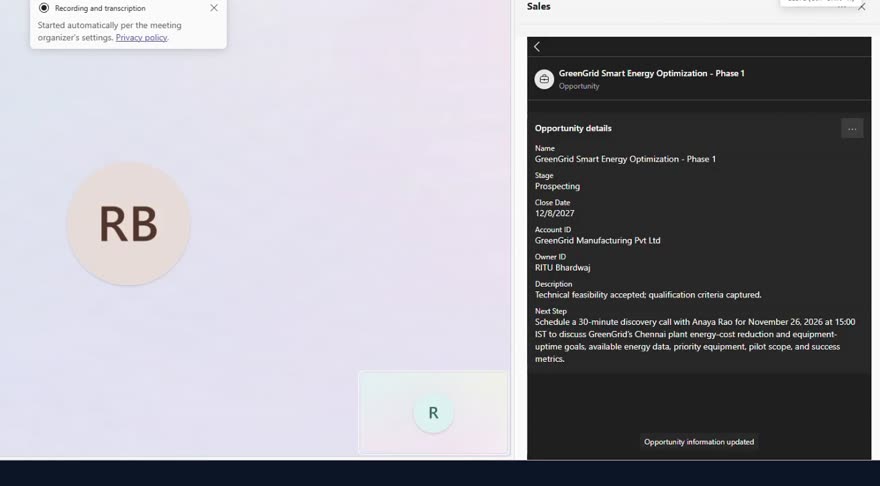 Recording and transcription
Started automatically per the meeting
organizer's settings. Privacy policy.
RB
R
Sales
GreenGrid Smart Energy Optimization - Phase 1
Opportunity
Opportunity details
Name
GreenGrid Smart Energy Optimization - Phase 1
Stage
Prospecting
Close Date
12/8/2027
Account ID
GreenGrid Manufacturing Pvt Ltd
Owner ID
RITU Bhardwaj
Description
Technical feasibility accepted; qualification criteria captured.
Next Step
Schedule a 30-minute discovery call with Anaya Rao for November 26, 2026 at 15:00
IST to discuss GreenGrid's Chennai plant energy-cost reduction and equipment-
uptime goals, available energy data, priority equipment, pilot scope, and success
metrics.
Opportunity information updated